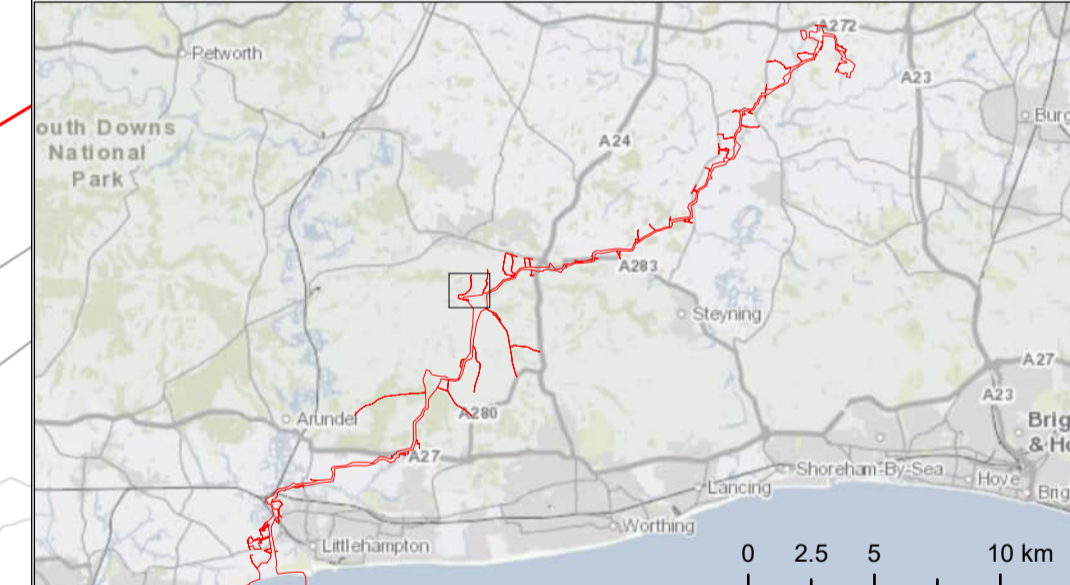 A272
Petworth
A23
Burg
outh Downs
National
Park
A24
A283
Steyning
A27
A23
Arundel
A280
Brig
& Ho
A27
Shoreham-By-Sea
Hove
Lancing
Brig
Worthing
Littlehampton
0 2.5 5 10 km